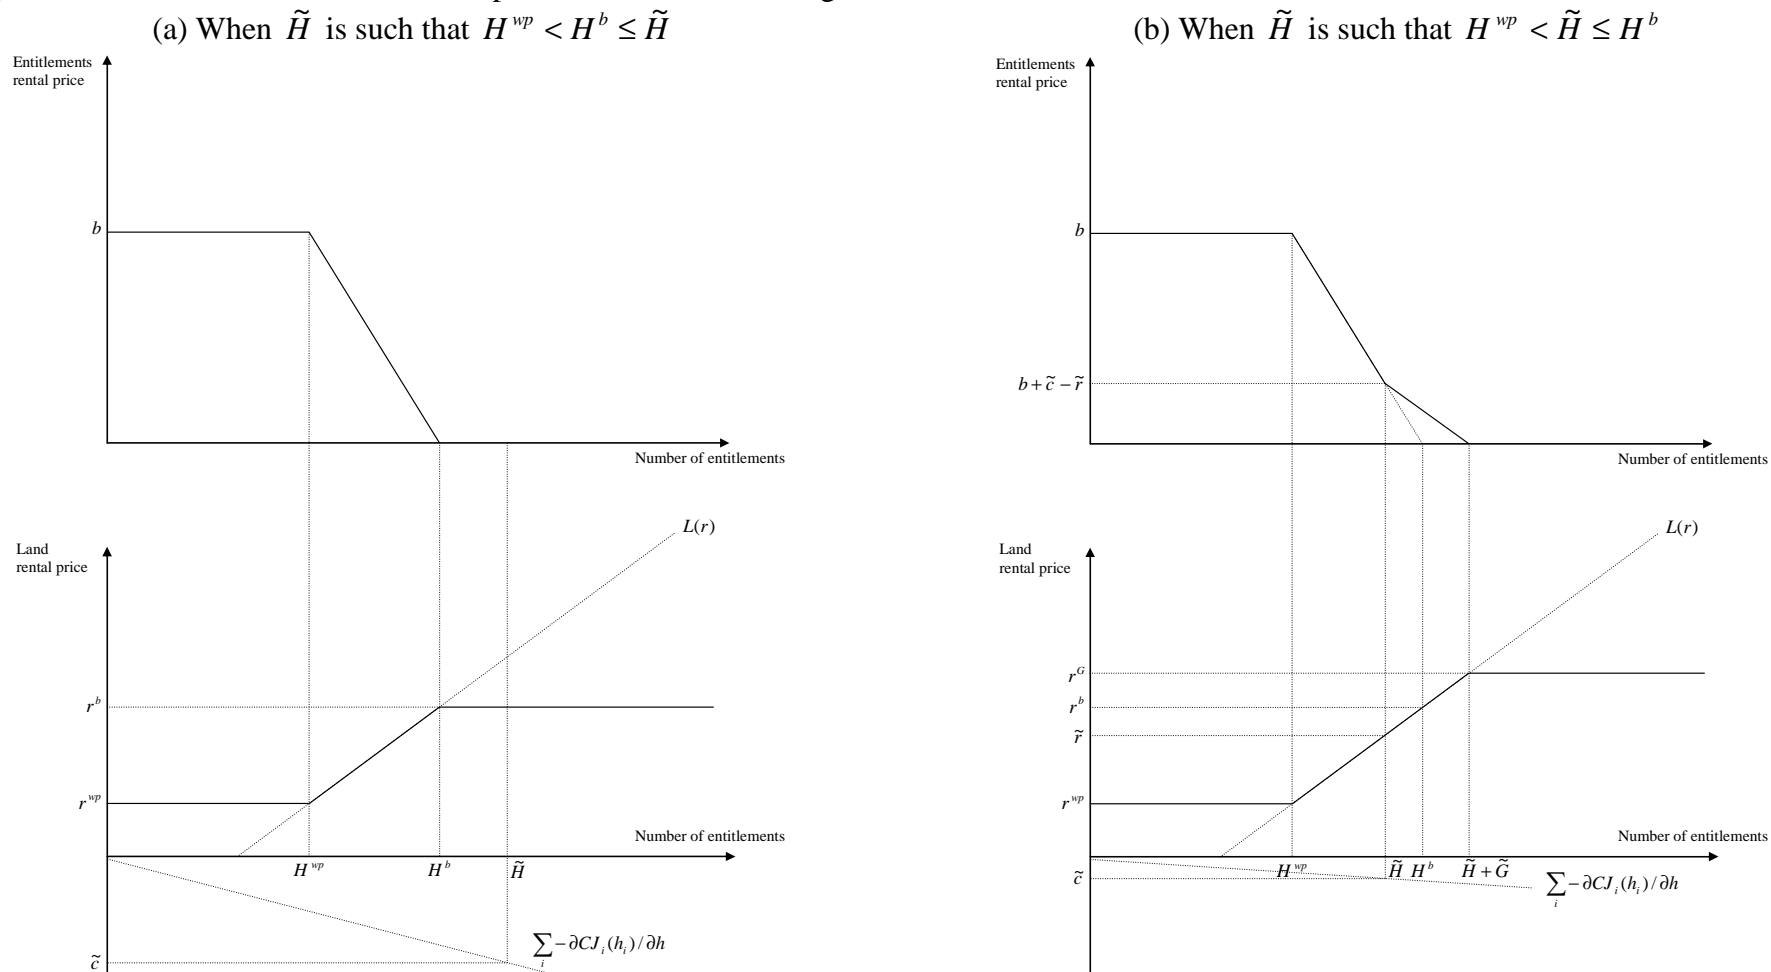 (a) When H̃ is such that H^wp < H^b ≤ H̃
Entitlements
rental price
b
Number of entitlements
Land
rental price
L(r)
r^b
r^wp
Number of entitlements
H^wp
H^b
H̃
∑_i −∂CJ_i(h_i)/∂h
c̃
(b) When H̃ is such that H^wp < H̃ ≤ H^b
Entitlements
rental price
b
b + c̃ − r̃
Number of entitlements
Land
rental price
L(r)
r^G
r^b
r̃
r^wp
Number of entitlements
H^wp
H̃
H^b
H̃ + G̃
c̃
∑_i −∂CJ_i(h_i)/∂h